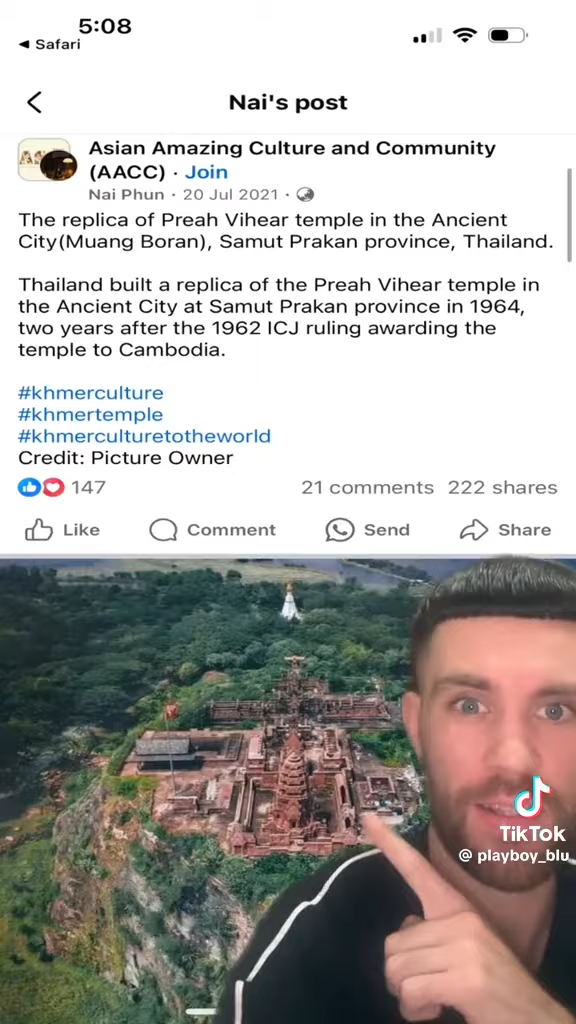 5:08
◄ Safari
Nai's post
Asian Amazing Culture and Community
(AACC) · Join
Nai Phun · 20 Jul 2021 ·
The replica of Preah Vihear temple in the Ancient
City(Muang Boran), Samut Prakan province, Thailand.
Thailand built a replica of the Preah Vihear temple in
the Ancient City at Samut Prakan province in 1964,
two years after the 1962 ICJ ruling awarding the
temple to Cambodia.
#khmerculture
#khmertemple
#khmerculturetotheworld
Credit: Picture Owner
147
21 comments 222 shares
Like
Comment
Send
Share
TikTok
@ playboy_blu